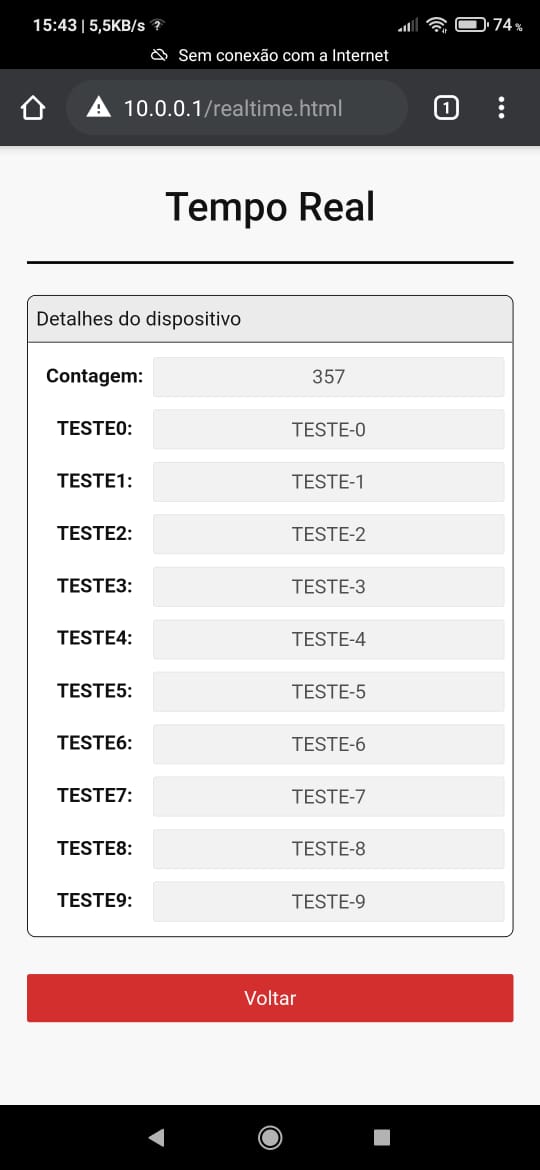 15:43 | 5,5KB/s ?
74 %
Sem conexão com a Internet
10.0.0.1/realtime.html
1
Tempo Real
Detalhes do dispositivo
Contagem: 357
TESTE0: TESTE-0
TESTE1: TESTE-1
TESTE2: TESTE-2
TESTE3: TESTE-3
TESTE4: TESTE-4
TESTE5: TESTE-5
TESTE6: TESTE-6
TESTE7: TESTE-7
TESTE8: TESTE-8
TESTE9: TESTE-9
Voltar